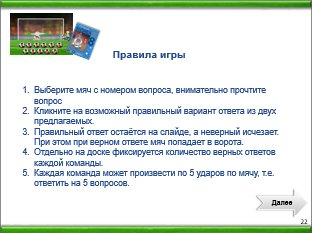 Правила игры
1. Выберите мяч с номером вопроса, внимательно прочтите
вопрос
2. Кликните на возможный правильный вариант ответа из двух
предлагаемых.
3. Правильный ответ остаётся на слайде, а неверный исчезает.
При этом при верном ответе мяч попадает в ворота.
4. Отдельно на доске фиксируется количество верных ответов
каждой команды.
5. Каждая команда может произвести по 5 ударов по мячу, т.е.
ответить на 5 вопросов.
Далее
22